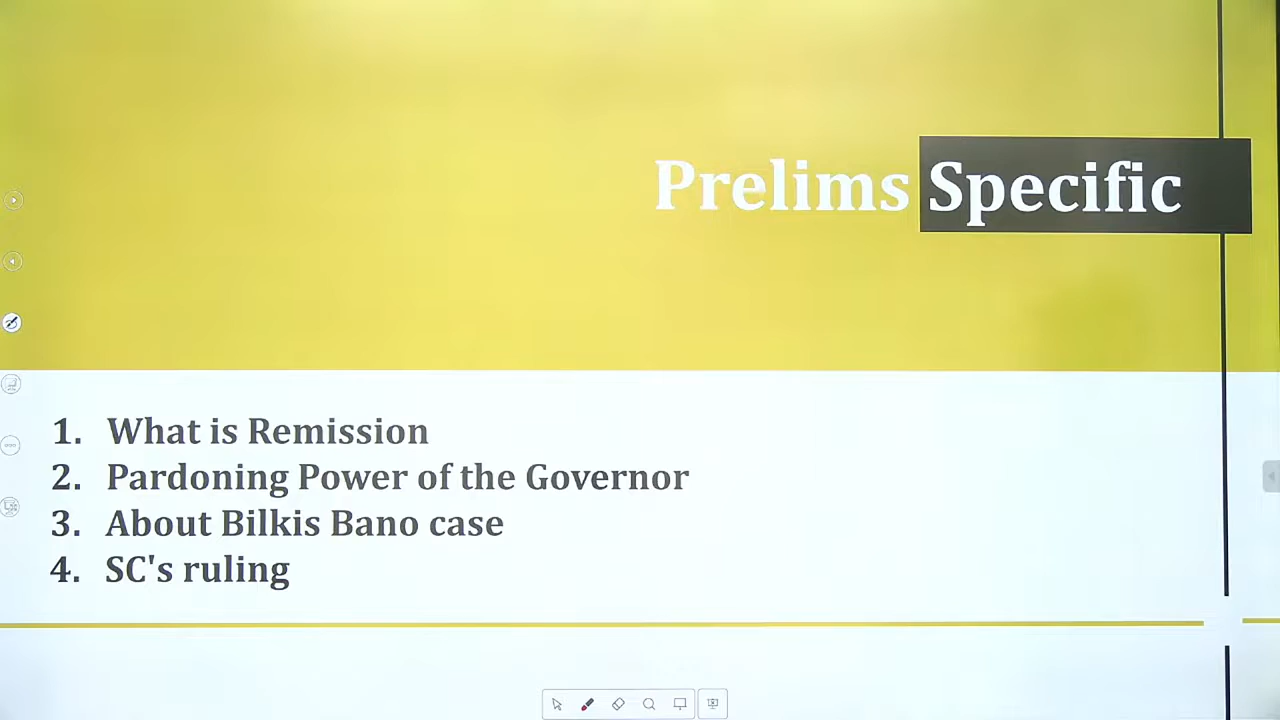 Prelims Specific
1. What is Remission
2. Pardoning Power of the Governor
3. About Bilkis Bano case
4. SC's ruling